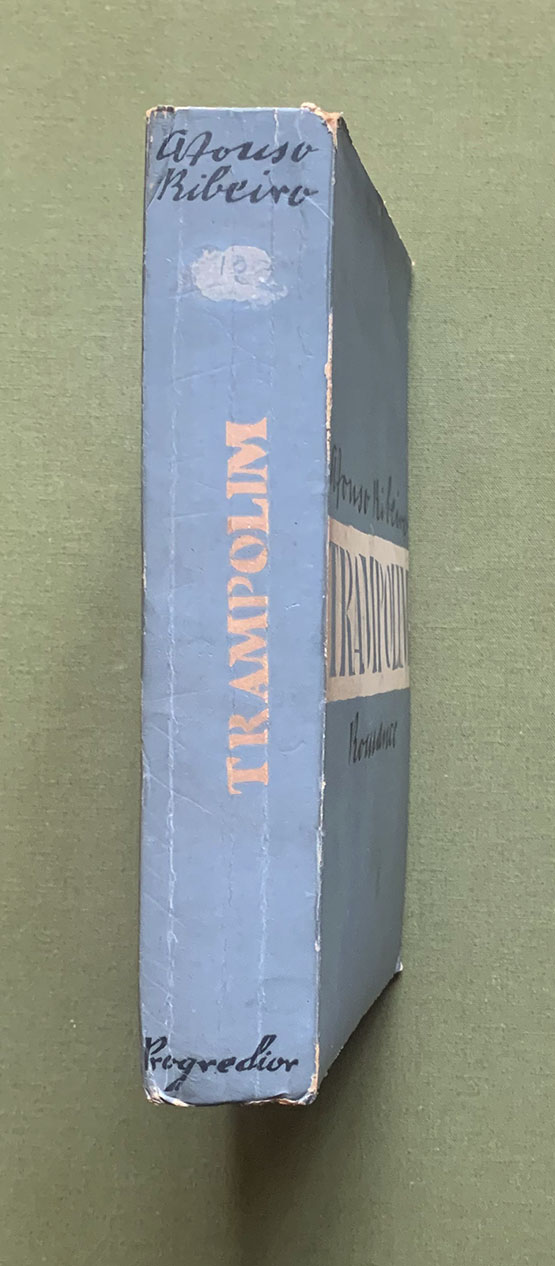 Afonso
Ribeiro
TRAMPOLIM
Progredior
Afonso Ribeiro
TRAMPOLIM
Romance